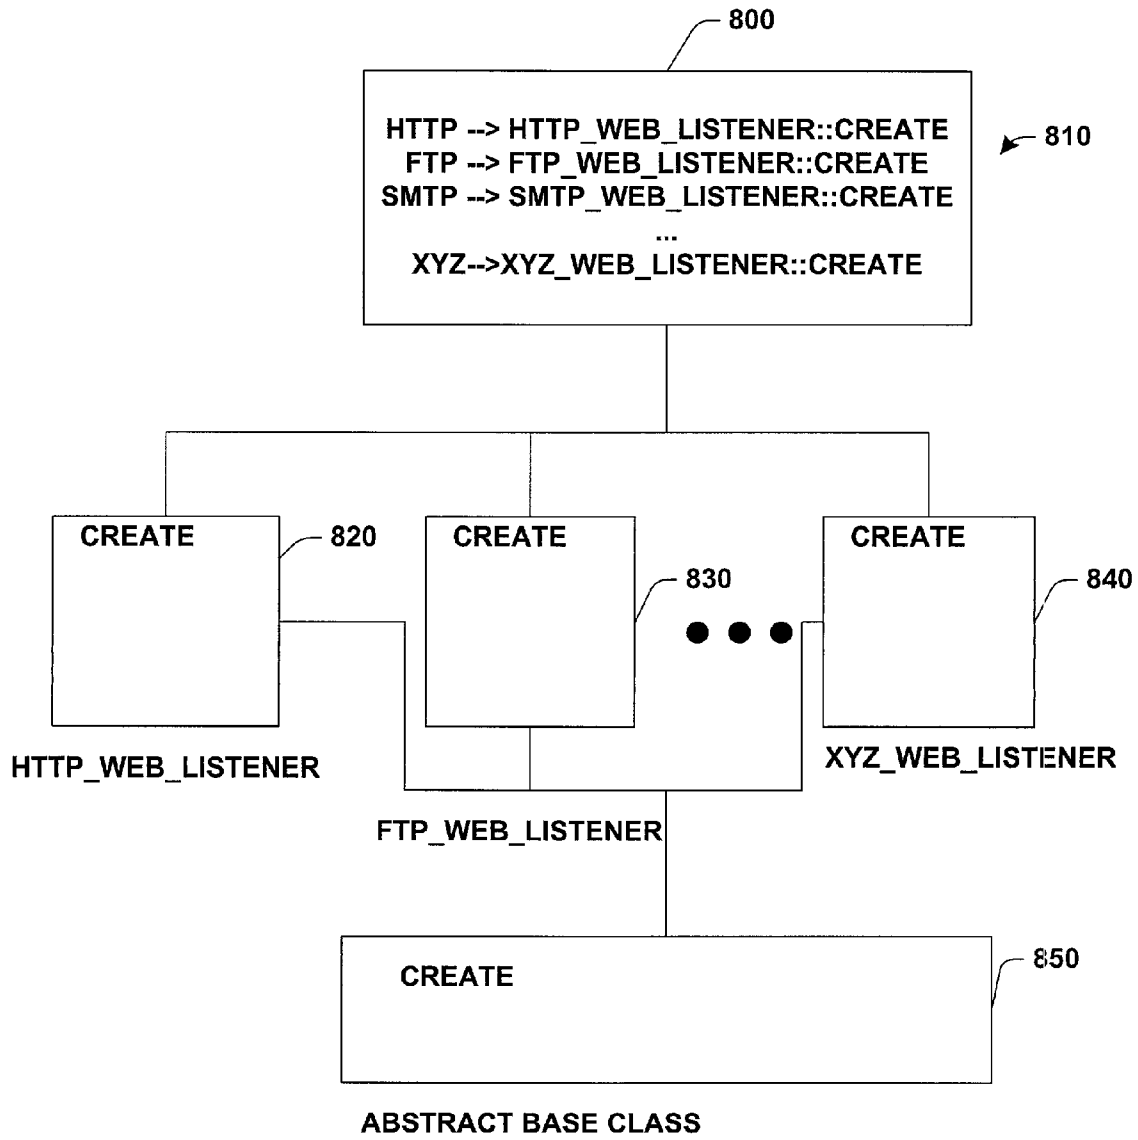 800
HTTP --> HTTP_WEB_LISTENER::CREATE
810
FTP --> FTP_WEB_LISTENER::CREATE
SMTP --> SMTP_WEB_LISTENER::CREATE
...
XYZ-->XYZ_WEB_LISTENER::CREATE
CREATE
820
CREATE
830
CREATE
840
HTTP_WEB_LISTENER
XYZ_WEB_LISTENER
FTP_WEB_LISTENER
CREATE
850
ABSTRACT BASE CLASS